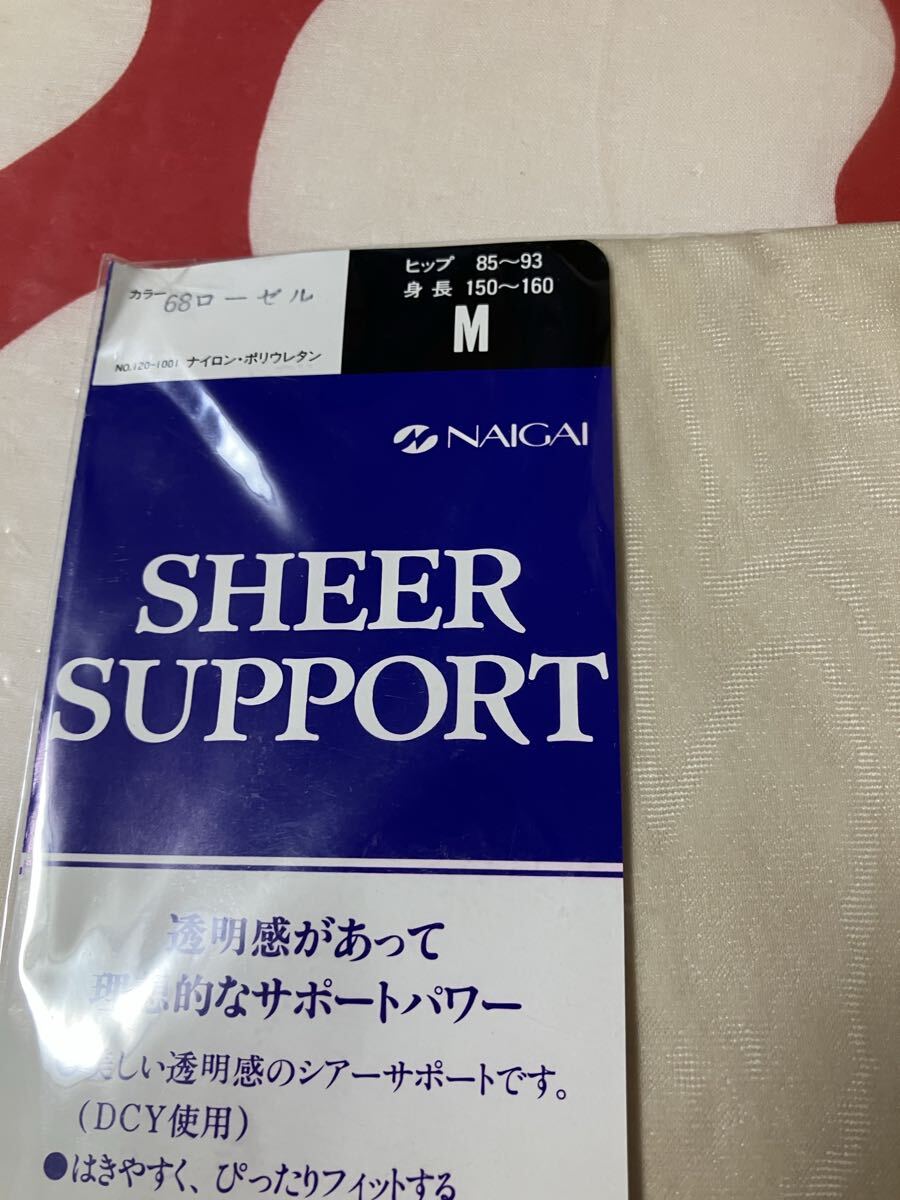 カラー 68ローゼル
NO.120-1001 ナイロン・ポリウレタン
ヒップ 85〜93
身長 150〜160
M
NAIGAI
SHEER
SUPPORT
透明感があって
理想的なサポートパワー
●美しい透明感のシアーサポートです。
(DCY使用)
●はきやすく、ぴったりフィットする